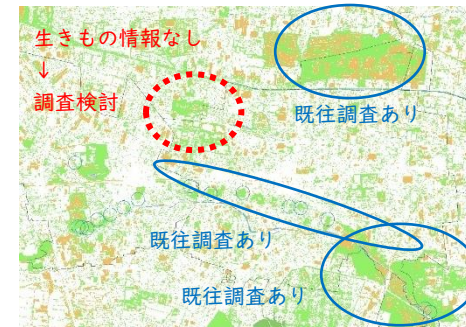 生きもの情報なし
↓
調査検討
既往調査あり
既往調査あり
既往調査あり